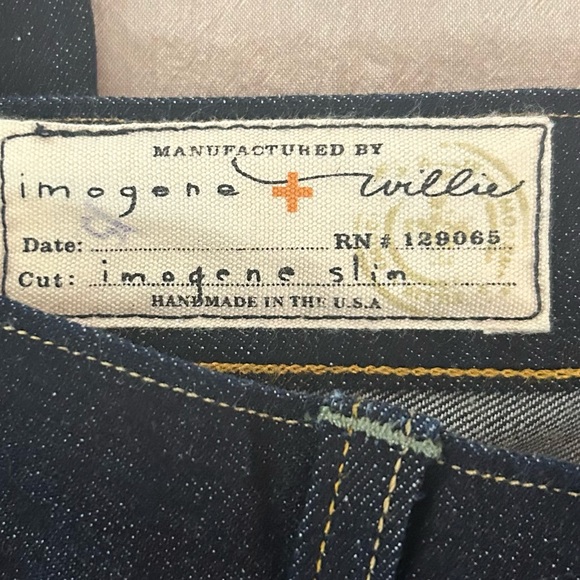 MANUFACTURED BY
imogene + willie
Date: RN # 129065
Cut: imogene slim
HANDMADE IN THE U.S.A